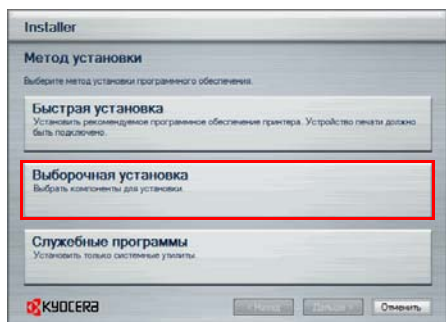 Installer
Метод установки
Выберите метод установки программного обеспечения.
Быстрая установка
Установить рекомендуемое программное обеспечение принтера. Устройство печати должно
быть подключено.
Выборочная установка
Выбрать компоненты для установки.
Служебные программы
Установить только системные утилиты.
KYOCERA
< Назад
Дальше >
Отменить